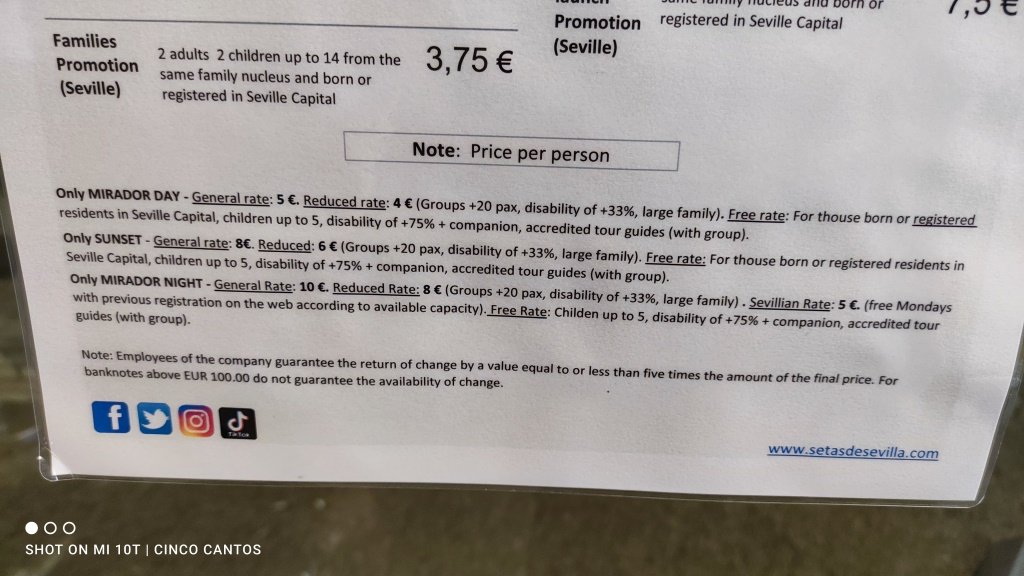 launch
Promotion
(Seville)
same family nucleus and born or
registered in Seville Capital
7,5 €
Families
Promotion
(Seville)
2 adults 2 children up to 14 from the
same family nucleus and born or
registered in Seville Capital
3,75 €
Note: Price per person
Only MIRADOR DAY - General rate: 5 €. Reduced rate: 4 € (Groups +20 pax, disability of +33%, large family). Free rate: For thouse born or registered
residents in Seville Capital, children up to 5, disability of +75% + companion, accredited tour guides (with group).
Only SUNSET - General rate: 8€. Reduced: 6 € (Groups +20 pax, disability of +33%, large family). Free rate: For thouse born or registered residents in
Seville Capital, children up to 5, disability of +75% + companion, accredited tour guides (with group).
Only MIRADOR NIGHT - General Rate: 10 €. Reduced Rate: 8 € (Groups +20 pax, disability of +33%, large family) . Sevillian Rate: 5 €. (free Mondays
with previous registration on the web according to available capacity). Free Rate: Childen up to 5, disability of +75% + companion, accredited tour
guides (with group).
Note: Employees of the company guarantee the return of change by a value equal to or less than five times the amount of the final price. For
banknotes above EUR 100.00 do not guarantee the availability of change.
TikTok
www.setasdesevilla.com
SHOT ON MI 10T | CINCO CANTOS